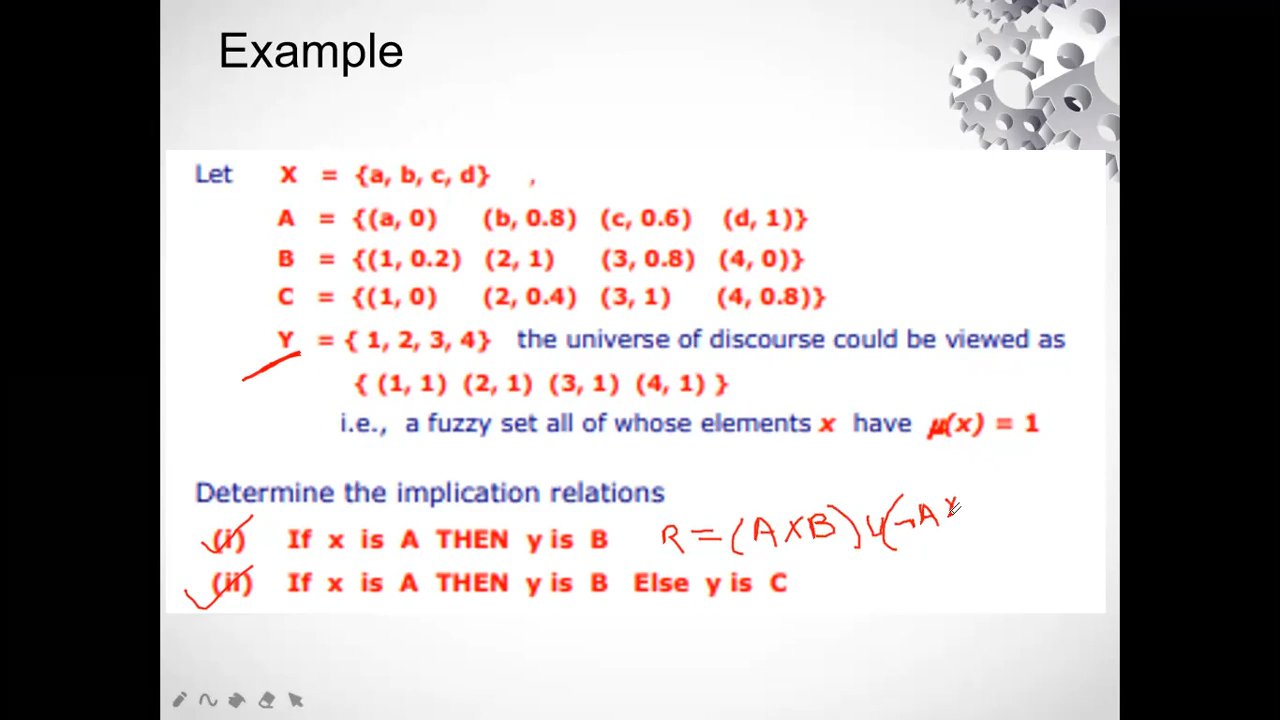 Example
Let X = {a, b, c, d} ,
A = {(a, 0) (b, 0.8) (c, 0.6) (d, 1)}
B = {(1, 0.2) (2, 1) (3, 0.8) (4, 0)}
C = {(1, 0) (2, 0.4) (3, 1) (4, 0.8)}
Y = { 1, 2, 3, 4} the universe of discourse could be viewed as
{ (1, 1) (2, 1) (3, 1) (4, 1) }
i.e., a fuzzy set all of whose elements x have μ(x) = 1
Determine the implication relations
(i) If x is A THEN y is B R = (A×B) ∪ (¬A ×
(ii) If x is A THEN y is B Else y is C